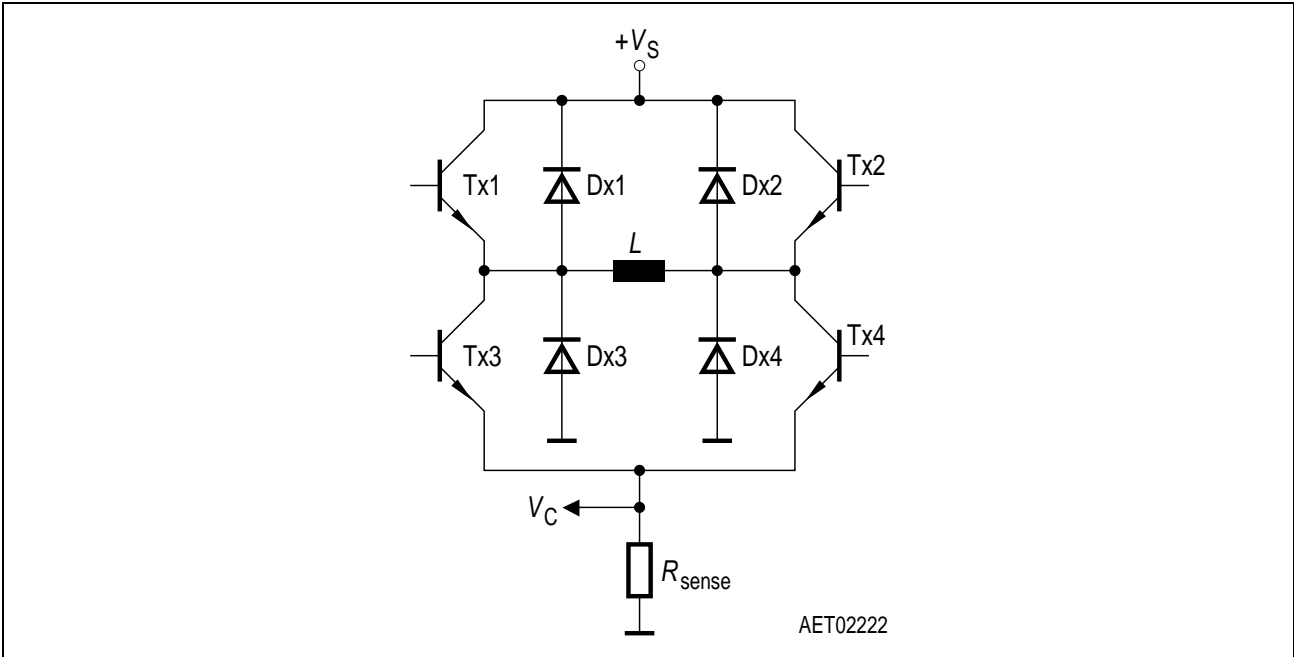 +VS
Tx1
Dx1
Dx2
Tx2
L
Tx3
Dx3
Dx4
Tx4
VC
Rsense
AET02222